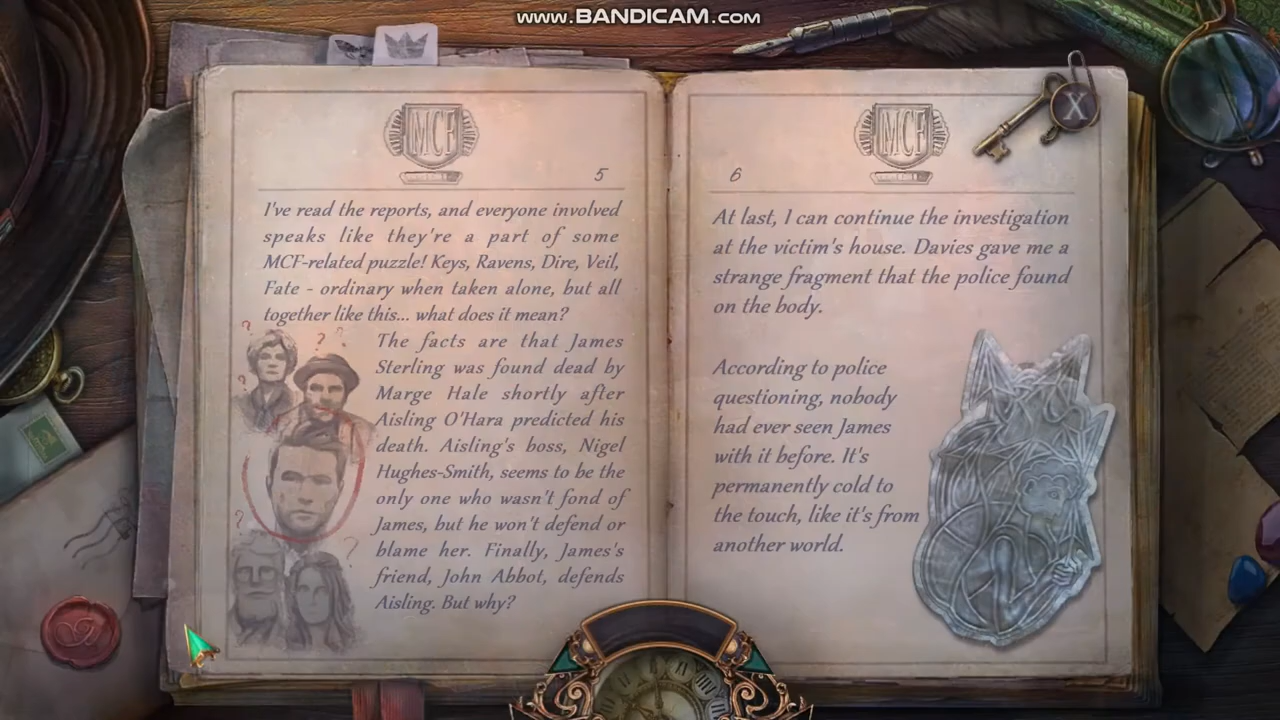 www.BANDICAM.com
MCF
5
I've read the reports, and everyone involved
speaks like they're a part of some
MCF-related puzzle! Keys, Ravens, Dire, Veil,
Fate - ordinary when taken alone, but all
together like this... what does it mean?
? The facts are that James
Sterling was found dead by
Marge Hale shortly after
Aisling O'Hara predicted his
death. Aisling's boss, Nigel
Hughes-Smith, seems to be the
only one who wasn't fond of
James, but he won't defend or
blame her. Finally, James's
friend, John Abbot, defends
Aisling. But why?
MCF
X
6
At last, I can continue the investigation
at the victim's house. Davies gave me a
strange fragment that the police found
on the body.
According to police
questioning, nobody
had ever seen James
with it before. It's
permanently cold to
the touch, like it's from
another world.